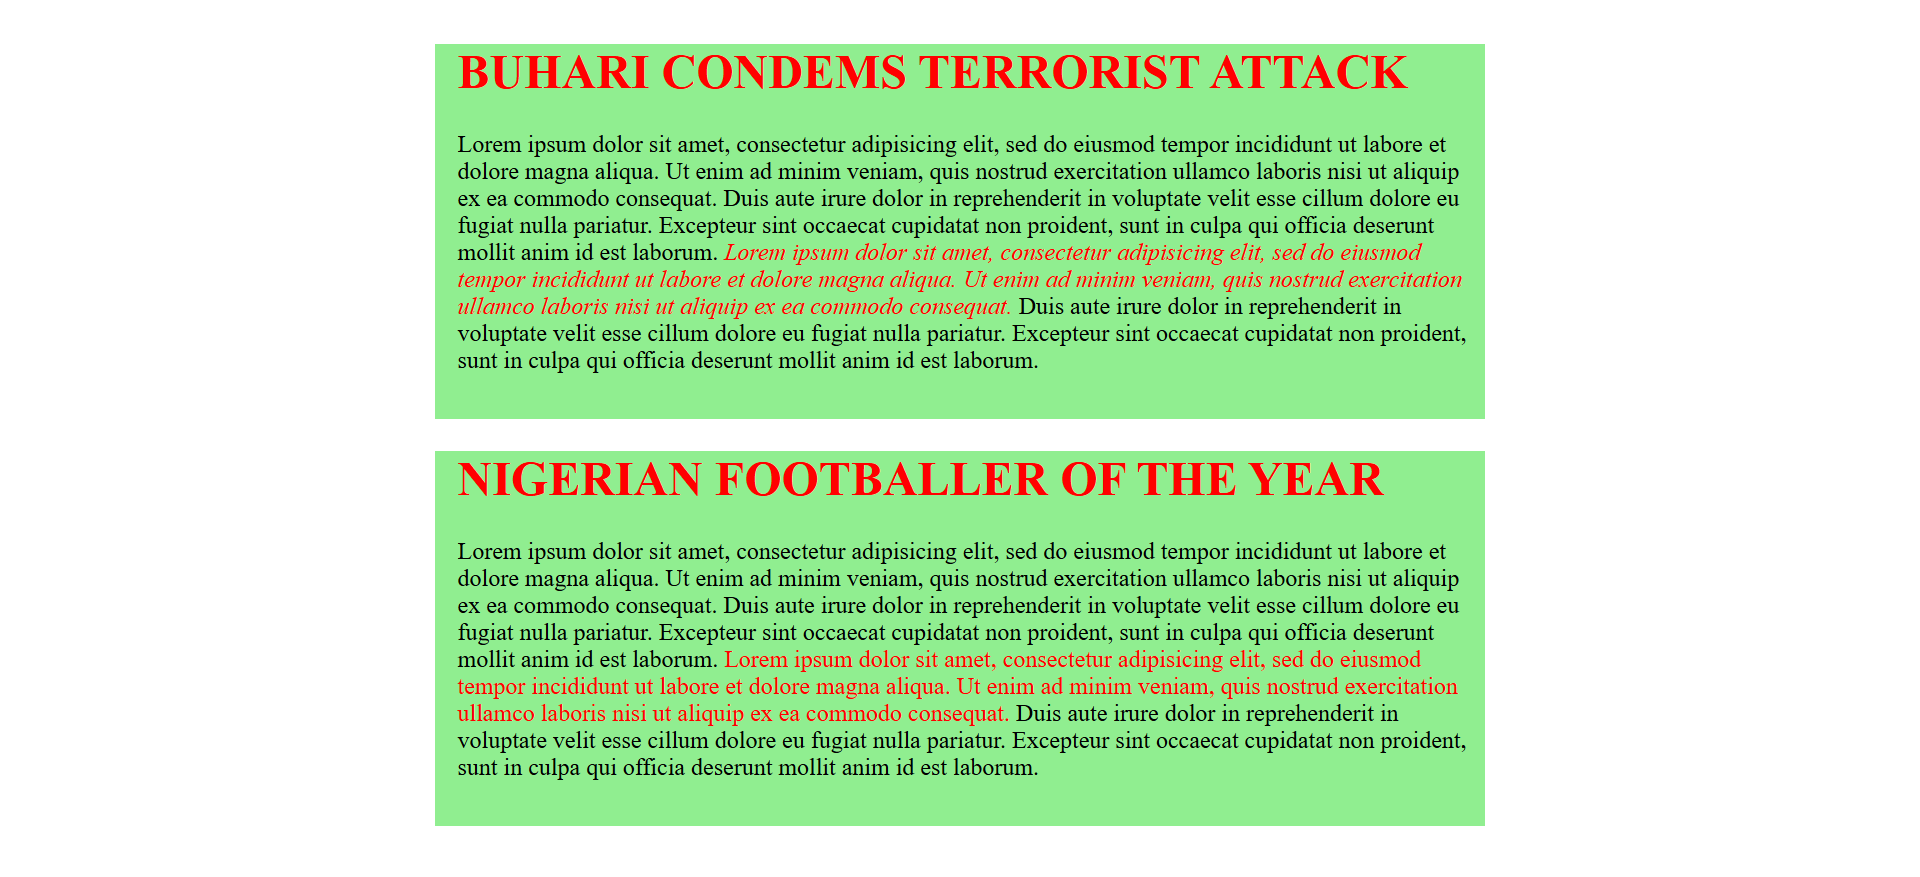 BUHARI CONDEMS TERRORIST ATTACK
Lorem ipsum dolor sit amet, consectetur adipisicing elit, sed do eiusmod tempor incididunt ut labore et
dolore magna aliqua. Ut enim ad minim veniam, quis nostrud exercitation ullamco laboris nisi ut aliquip
ex ea commodo consequat. Duis aute irure dolor in reprehenderit in voluptate velit esse cillum dolore eu
fugiat nulla pariatur. Excepteur sint occaecat cupidatat non proident, sunt in culpa qui officia deserunt
mollit anim id est laborum. Lorem ipsum dolor sit amet, consectetur adipisicing elit, sed do eiusmod
tempor incididunt ut labore et dolore magna aliqua. Ut enim ad minim veniam, quis nostrud exercitation
ullamco laboris nisi ut aliquip ex ea commodo consequat. Duis aute irure dolor in reprehenderit in
voluptate velit esse cillum dolore eu fugiat nulla pariatur. Excepteur sint occaecat cupidatat non proident,
sunt in culpa qui officia deserunt mollit anim id est laborum.
NIGERIAN FOOTBALLER OF THE YEAR
Lorem ipsum dolor sit amet, consectetur adipisicing elit, sed do eiusmod tempor incididunt ut labore et
dolore magna aliqua. Ut enim ad minim veniam, quis nostrud exercitation ullamco laboris nisi ut aliquip
ex ea commodo consequat. Duis aute irure dolor in reprehenderit in voluptate velit esse cillum dolore eu
fugiat nulla pariatur. Excepteur sint occaecat cupidatat non proident, sunt in culpa qui officia deserunt
mollit anim id est laborum. Lorem ipsum dolor sit amet, consectetur adipisicing elit, sed do eiusmod
tempor incididunt ut labore et dolore magna aliqua. Ut enim ad minim veniam, quis nostrud exercitation
ullamco laboris nisi ut aliquip ex ea commodo consequat. Duis aute irure dolor in reprehenderit in
voluptate velit esse cillum dolore eu fugiat nulla pariatur. Excepteur sint occaecat cupidatat non proident,
sunt in culpa qui officia deserunt mollit anim id est laborum.